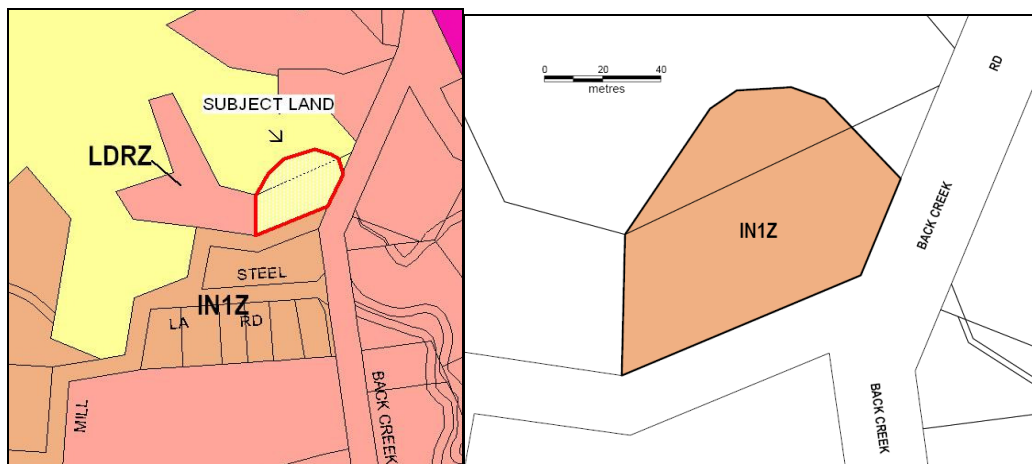 SUBJECT LAND
LDRZ
STEEL
IN1Z
LA RD
MILL
BACK CREEK
0 20 40
metres
RD
BACK CREEK
IN1Z
BACK CREEK